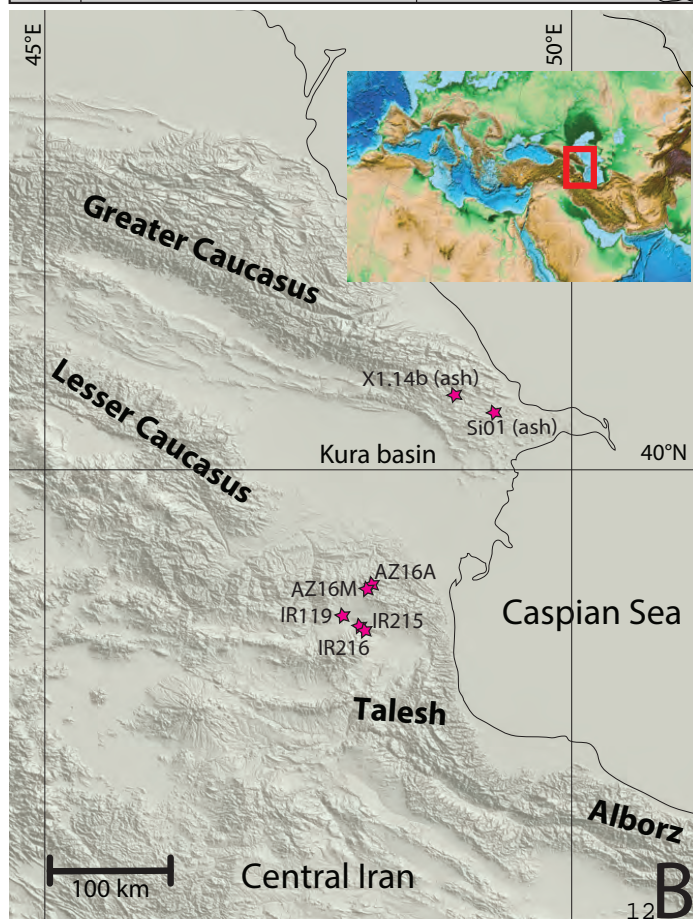 45°E
50°E
Greater Caucasus
Lesser Caucasus
X1.14b (ash)
Si01 (ash)
Kura basin
40°N
AZ16A
AZ16M
IR119
IR215
IR216
Caspian Sea
Talesh
Alborz
Central Iran
100 km
12
B